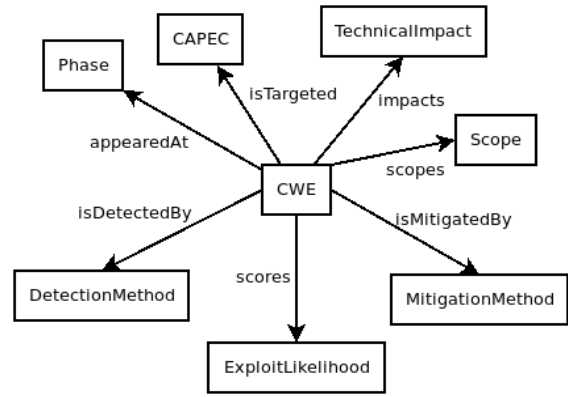 TechnicalImpact
CAPEC
Phase
isTargeted
impacts
appearedAt
Scope
scopes
CWE
isDetectedBy
isMitigatedBy
scores
DetectionMethod
MitigationMethod
ExploitLikelihood